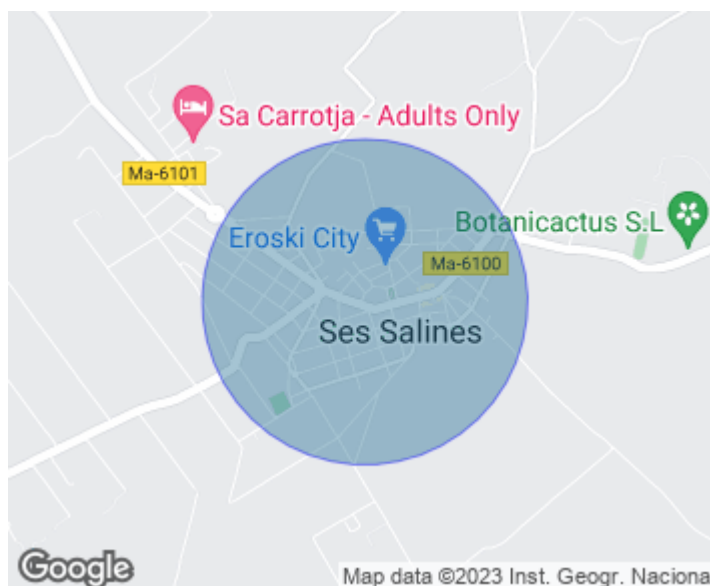 Sa Carrotja - Adults Only
Ma-6101
Botanicactus S.L
Eroski City
Ma-6100
Ses Salines
Google
Map data ©2023 Inst. Geogr. Naciona